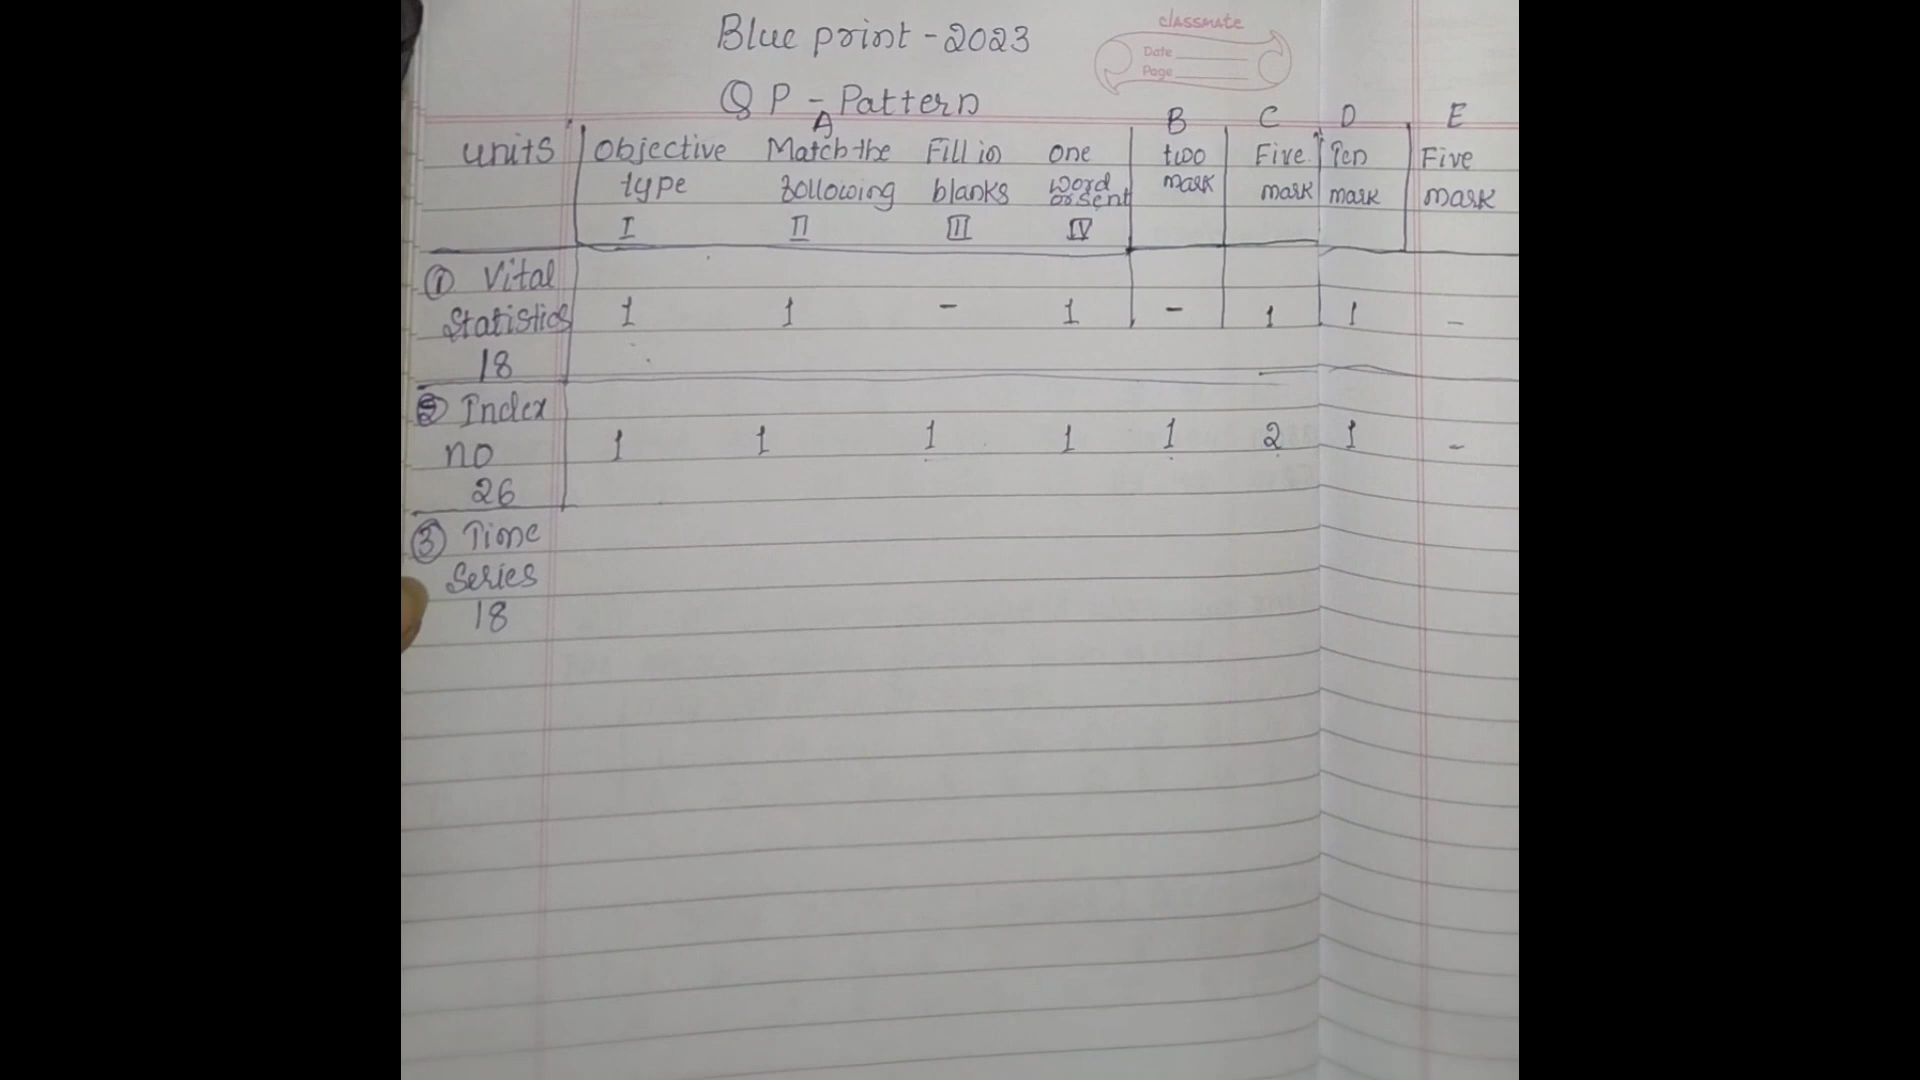 Blue print - 2023
classmate
Date
Page
QP - Pattern
A B C D E
units Objective Match the Fill in one two Five Ten Five
type following blanks word mark mark mark mark
or sent
I II III IV
① Vital
Statistics 1 1 - 1 - 1 1 -
18
② Index
no 1 1 1 1 1 2 1 -
26
③ Time
Series
18